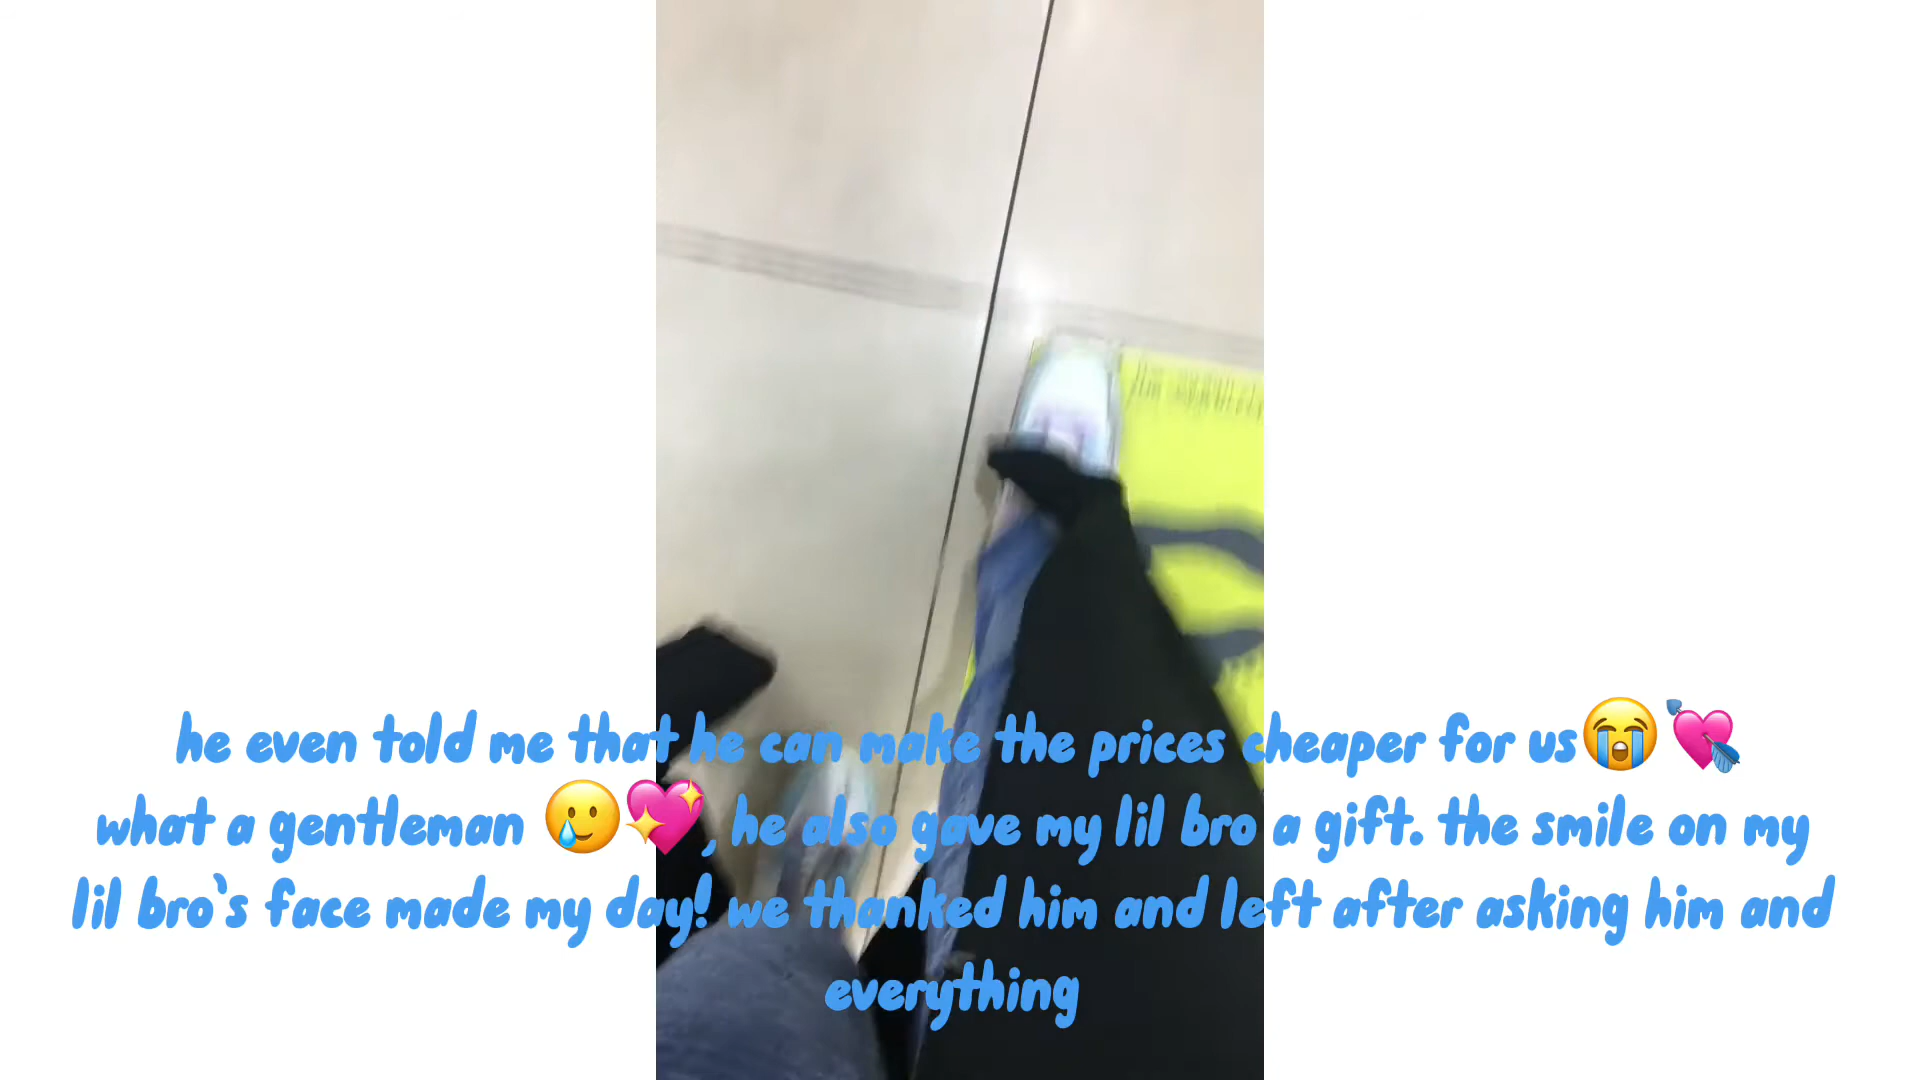 he even told me that he can make the prices cheaper for us😭💘
what a gentleman 🥲💖, he also gave my lil bro a gift. the smile on my
lil bro's face made my day! we thanked him and left after asking him and
everything